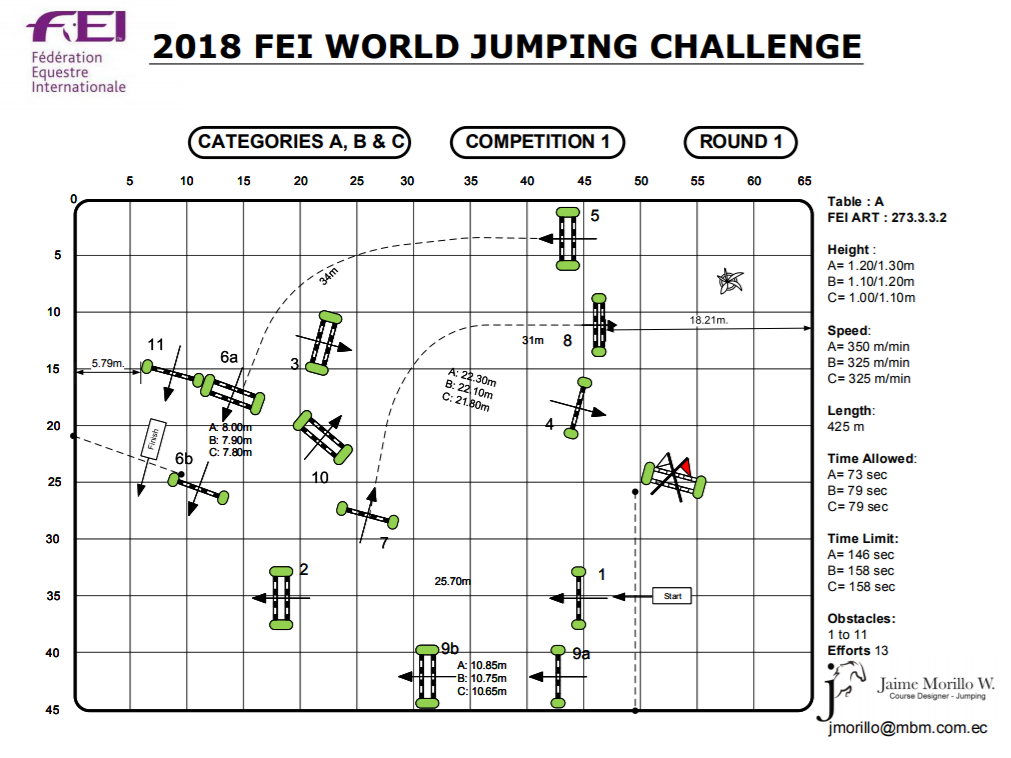 FEI
Fédération
Equestre
Internationale
2018 FEI WORLD JUMPING CHALLENGE
CATEGORIES A, B & C
COMPETITION 1
ROUND 1
5 10 15 20 25 30 35 40 45 50 55 60 65
0
5
10
15
20
25
30
35
40
45
5
34m
8
18.21m.
31m
3
11
6a
5.79m.
A: 22.30m
B: 22.10m
C: 21.80m
4
A: 8.00m
B: 7.90m
C: 7.80m
Finish
6b
10
7
2
25.70m
1
Start
9b
A: 10.85m
B: 10.75m
C: 10.65m
9a
Table : A
FEI ART : 273.3.3.2
Height :
A= 1.20/1.30m
B= 1.10/1.20m
C= 1.00/1.10m
Speed:
A= 350 m/min
B= 325 m/min
C= 325 m/min
Length:
425 m
Time Allowed:
A= 73 sec
B= 79 sec
C= 79 sec
Time Limit:
A= 146 sec
B= 158 sec
C= 158 sec
Obstacles:
1 to 11
Efforts 13
Jaime Morillo W.
Course Designer - Jumping
jmorillo@mbm.com.ec